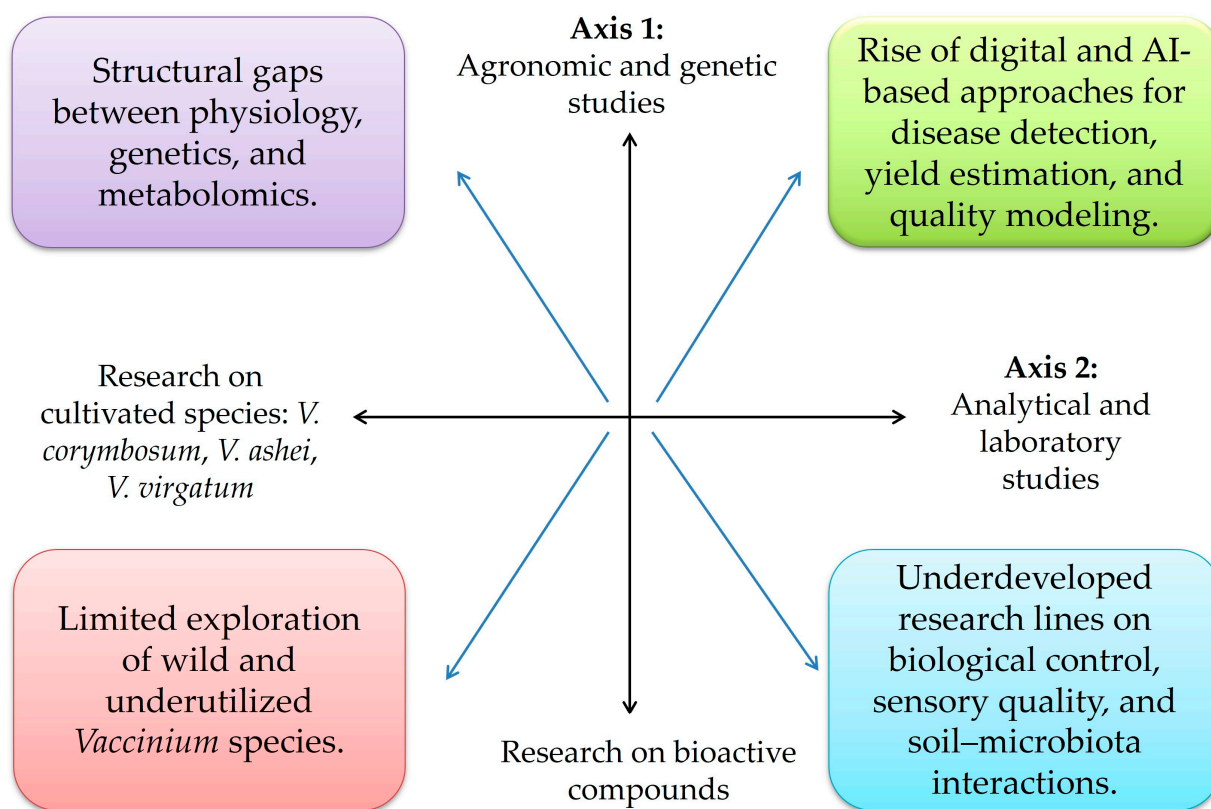 Structural gaps
between physiology,
genetics, and
metabolomics.
Axis 1:
Agronomic and genetic
studies
Rise of digital and AI-
based approaches for
disease detection,
yield estimation, and
quality modeling.
Research on
cultivated species: V.
corymbosum, V. ashei,
V. virgatum
Axis 2:
Analytical and
laboratory
studies
Limited exploration
of wild and
underutilized
Vaccinium species.
Research on bioactive
compounds
Underdeveloped
research lines on
biological control,
sensory quality, and
soil–microbiota
interactions.